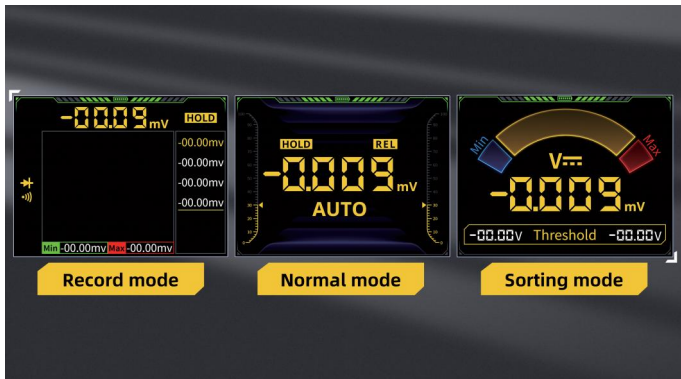 -00.09mV HOLD
-00.00mv
-00.00mv
-00.00mv
-00.00mv
Min -00.00mv Max -00.00mv
Record mode
HOLD REL
-0.009mV
AUTO
Normal mode
Min Max
V
-0.009mV
-00.00V Threshold -00.00V
Sorting mode